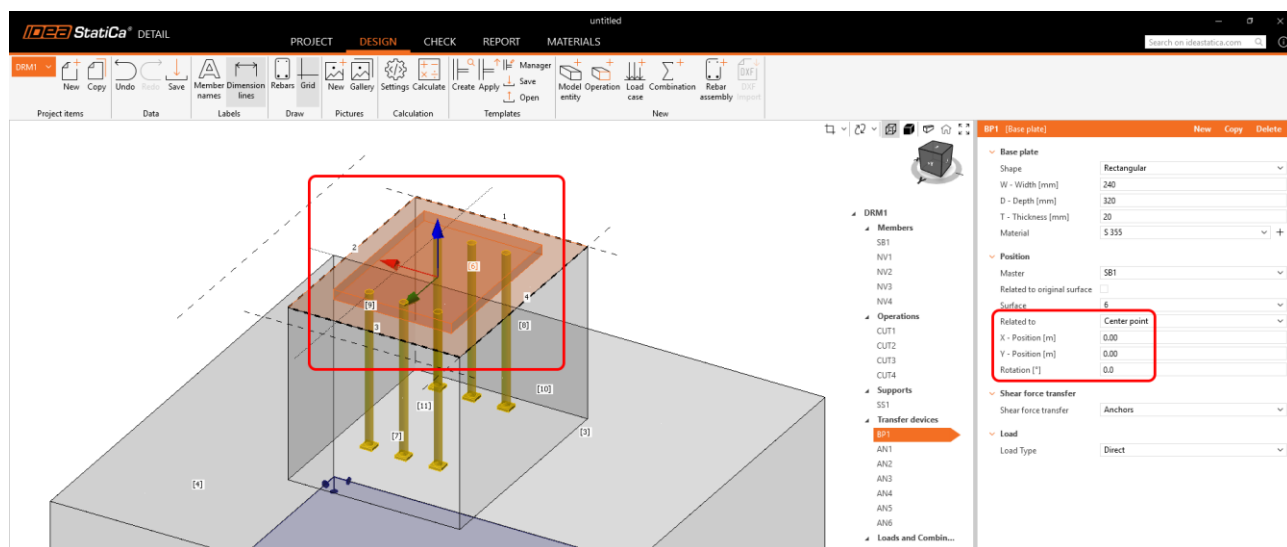 untitled
IDEA StatiCa® DETAIL
PROJECT DESIGN CHECK REPORT MATERIALS
Search on ideastatica.com
DRM1
New Copy Undo Redo Save Member names Dimension lines Rebars Grid New Gallery Settings Calculate Create Apply Manager Save Open Model entity Operation Load case Combination Rebar assembly DXF Import
Project items Data Labels Draw Pictures Calculation Templates New
BP1 [Base plate] New Copy Delete
Base plate
Shape Rectangular
W - Width [mm] 240
D - Depth [mm] 320
T - Thickness [mm] 20
Material S 355
Position
Master SB1
Related to original surface
Surface 6
Related to Center point
X - Position [m] 0.00
Y - Position [m] 0.00
Rotation [°] 0.0
Shear force transfer
Shear force transfer Anchors
Load
Load Type Direct
DRM1
Members
SB1
NV1
NV2
NV3
NV4
Operations
CUT1
CUT2
CUT3
CUT4
Supports
SS1
Transfer devices
BP1
AN1
AN2
AN3
AN4
AN5
AN6
Loads and Combin...
1
2
[6]
4
[9]
3
[8]
[10]
[11]
[7]
[3]
[4]